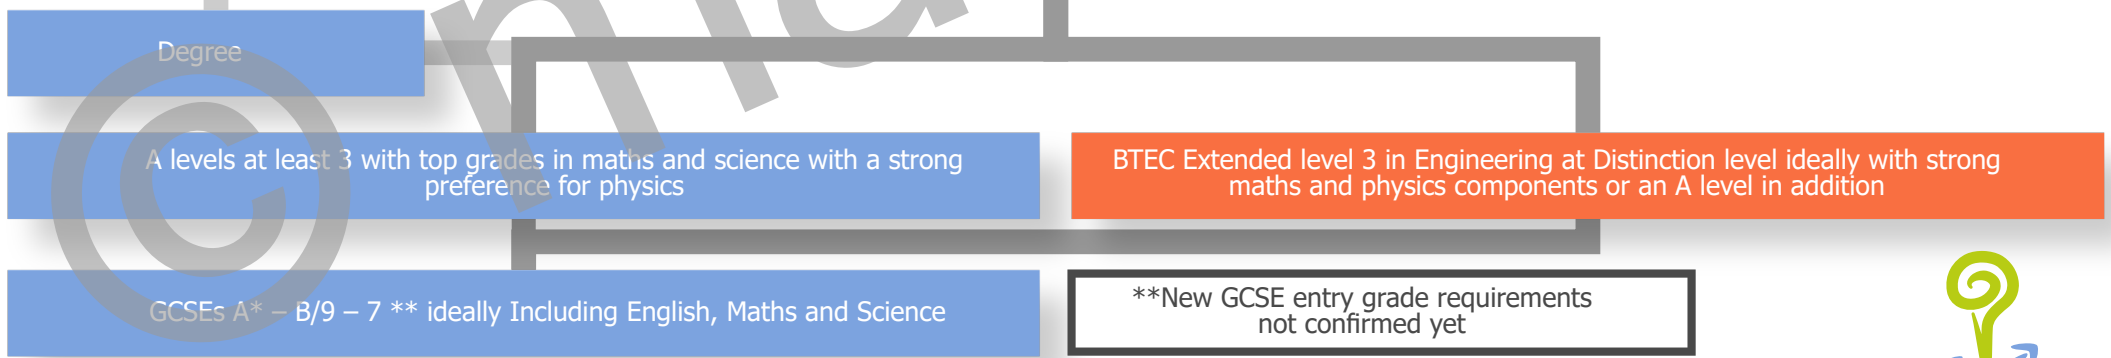 Degree
A levels at least 3 with top grades in maths and science with a strong
preference for physics
BTEC Extended level 3 in Engineering at Distinction level ideally with strong
maths and physics components or an A level in addition
GCSEs A* – B/9 – 7 ** ideally Including English, Maths and Science
**New GCSE entry grade requirements
not confirmed yet